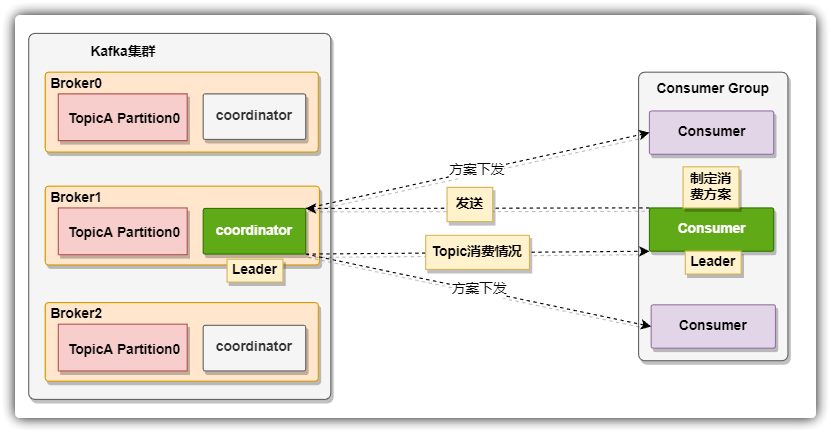 Kafka集群
Broker0
TopicA Partition0
coordinator
Broker1
TopicA Partition0
coordinator
Leader
Broker2
TopicA Partition0
coordinator
方案下发
发送
Topic消费情况
方案下发
Consumer Group
Consumer
制定消
费方案
Consumer
Leader
Consumer